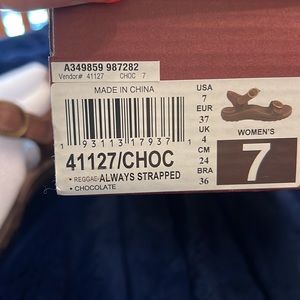 A349859 987282
Vendor# 41127 CHOC 7
MADE IN CHINA
1 93113 17937 1
41127/CHOC
• REGGAE-ALWAYS STRAPPED
• CHOCOLATE
USA
7
EUR
37
UK
4
CM
24
BRA
36
WOMEN'S
7